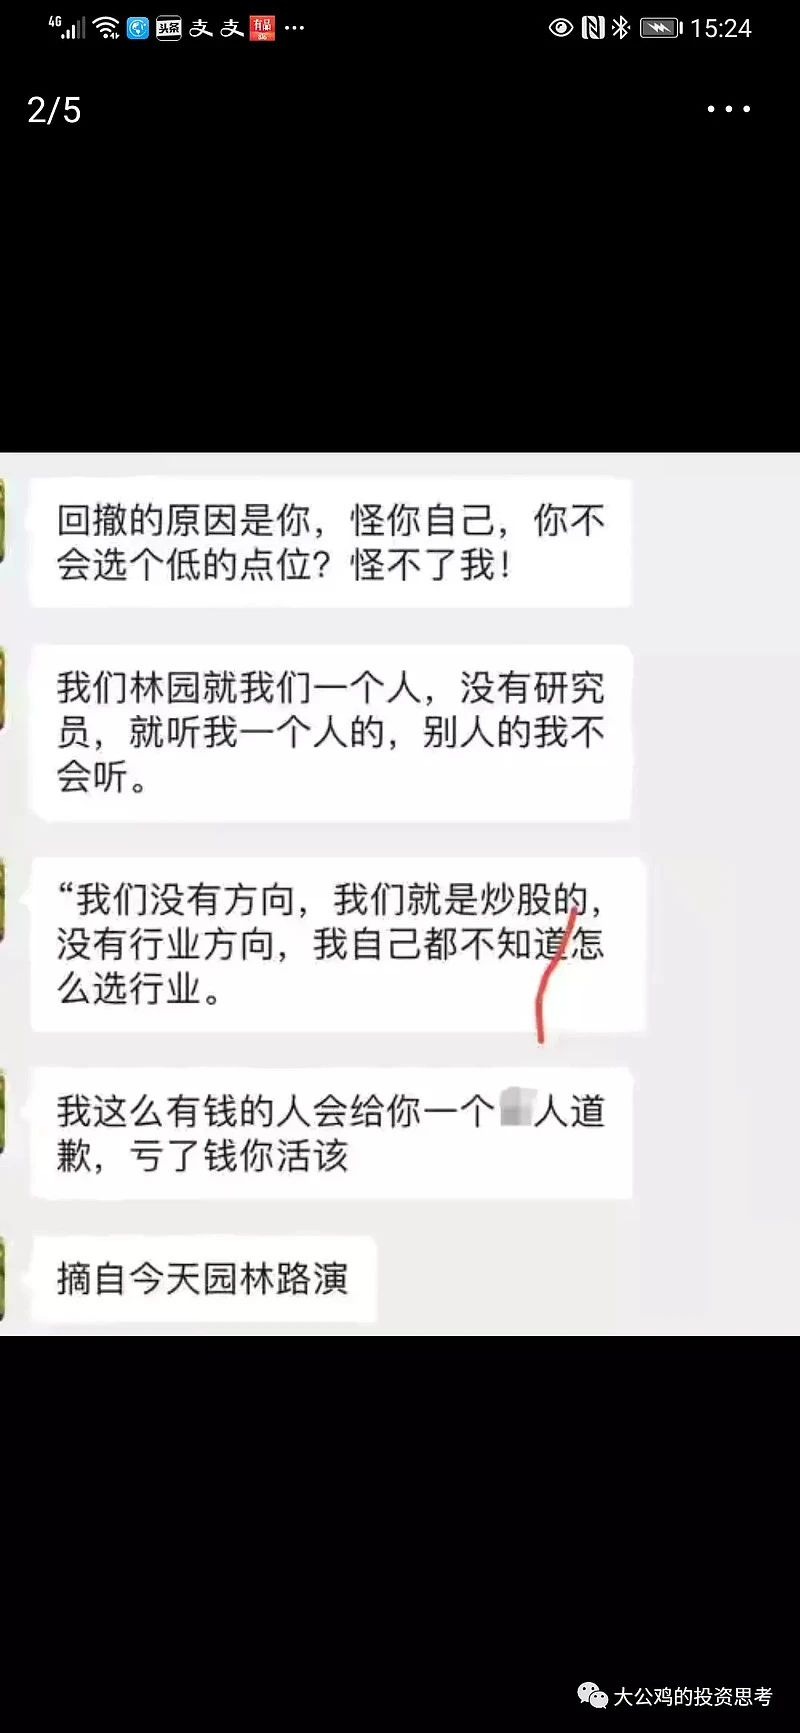 4G
头条
支 支
有品
15:24
2/5
回撤的原因是你，怪你自己，你不
会选个低的点位？怪不了我！
我们林园就我们一个人，没有研究
员，就听我一个人的，别人的我不
会听。
“我们没有方向，我们就是炒股的，
没有行业方向，我自己都不知道怎
么选行业。
我这么有钱的人会给你一个人道
歉，亏了钱你活该
摘自今天园林路演
大公鸡的投资思考